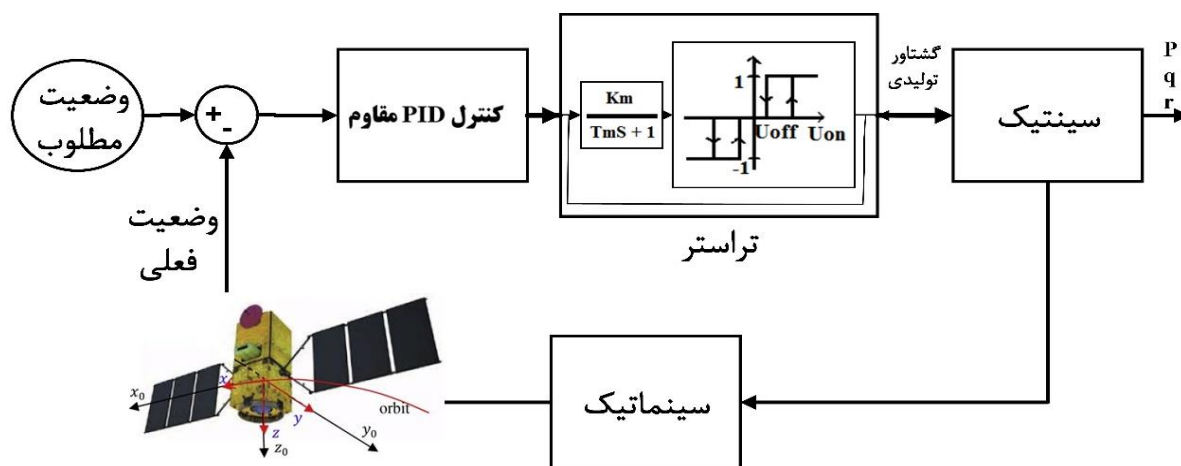 وضعیت
مطلوب
+
-
کنترل PID مقاوم
Km
TmS + 1
1
Uoff Uon
-1
تراستر
گشتاور
تولیدی
سینتیک
P
q
r
وضعیت
فعلی
x₀
x
y
z
z₀
y₀
orbit
سینماتیک